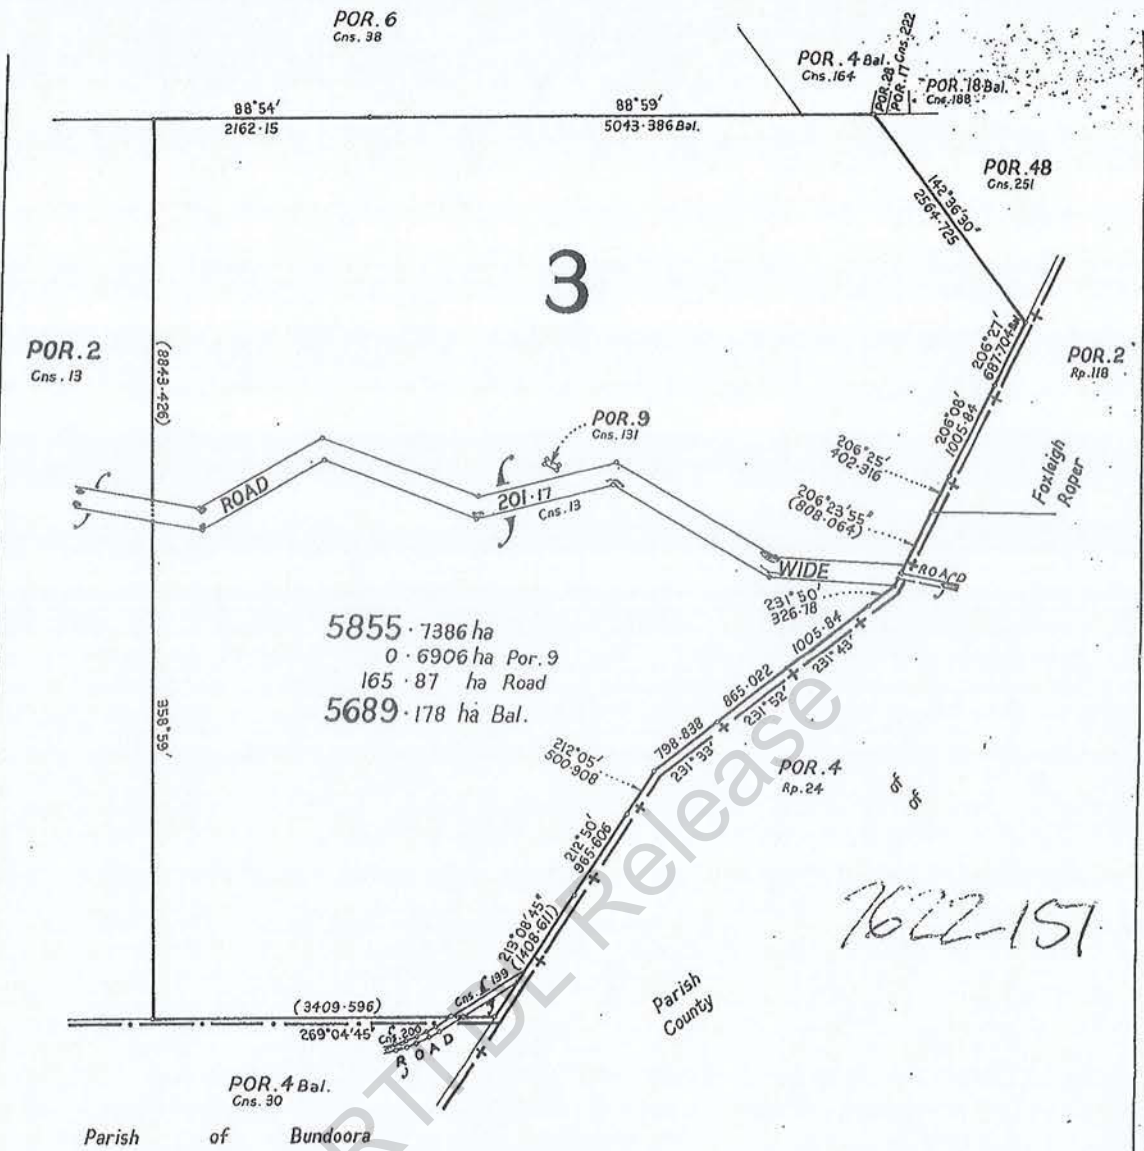 POR. 6
Cns. 38
POR. 4 Bal.
Cns. 164
POR. 28
POR. 17 Cns. 222
POR. 18 Bal.
Cns. 188
88°54'
2162·15
88°59'
5043·386 Bal.
POR. 48
Cns. 251
142°36'30"
2564·725
3
POR. 2
Cns. 13
(8843·426)
358°59'
206°27'
687·704 Bal.
POR. 2
Rp. 118
206°08'
1005·84
POR. 9
Cns. 131
206°25'
402·316
Foxleigh
Roper
ROAD
201·17
Cns. 13
206°23'55"
(808·064)
WIDE
ROAD
231°50'
326·78
5855·7386 ha
0·6906 ha Por. 9
165·87 ha Road
5689·178 ha Bal.
1005·84
231°43'
865·022
231°52'
798·838
231°33'
212°05'
500·908
POR. 4
Rp. 24
of
of
212°50'
965·606
7622-151
213°08'45"
(1408·611)
Cns. 199
Parish
County
(3409·596)
269°04'45"
Cns. 200
ROAD
POR. 4 Bal.
Cns. 30
Parish of Bundoora
RTI DL Release